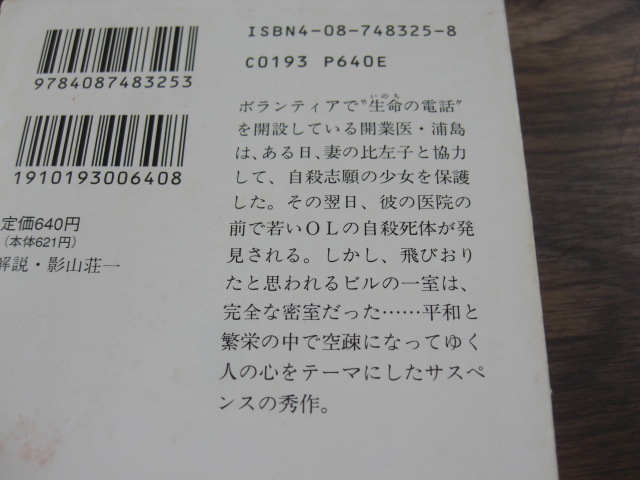 ISBN4-08-748325-8
C0193 P640E
9784087483253
1910193006408
定価640円
(本体621円)
解説・影山荘一
いのち
ボランティアで〝生命の電話〟
を開設している開業医・浦島
は、ある日、妻の比左子と協力
して、自殺志願の少女を保護
した。その翌日、彼の医院の
前で若いOLの自殺死体が発
見される。しかし、飛びおり
たと思われるビルの一室は、
完全な密室だった……平和と
繁栄の中で空疎になってゆく
人の心をテーマにしたサスペ
ンスの秀作。